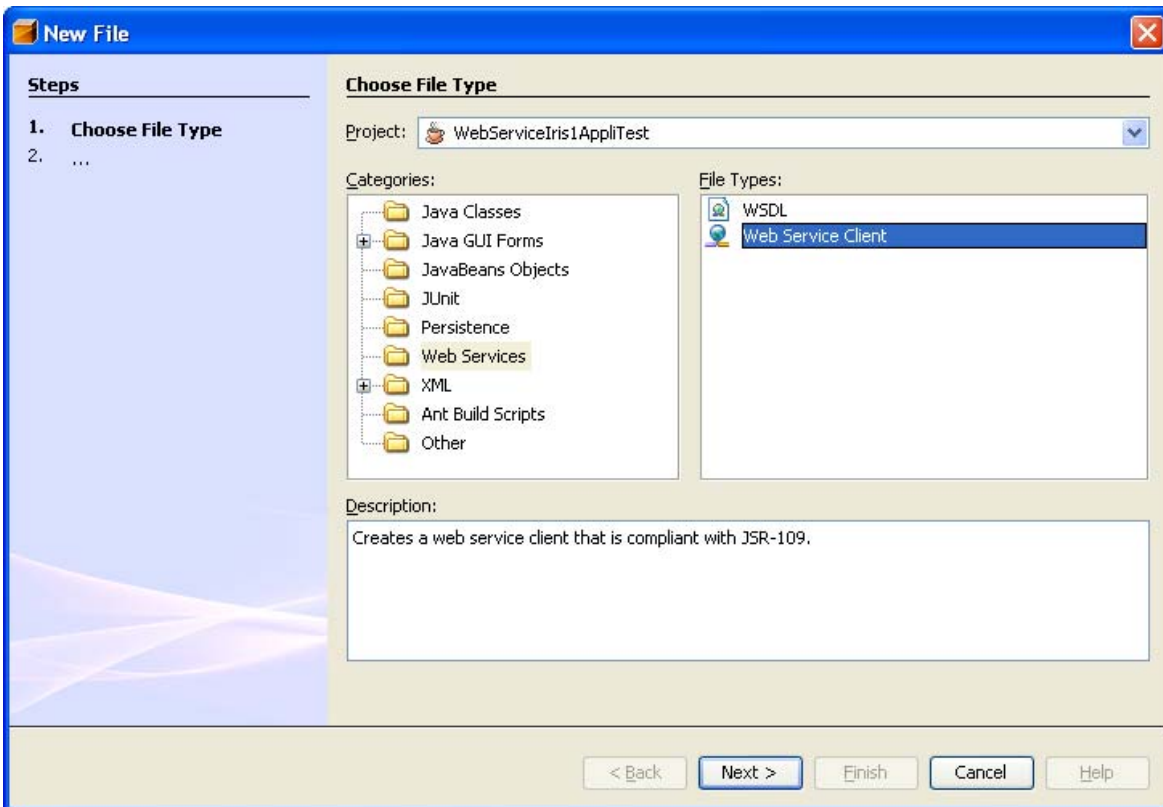 New File
Steps
1. Choose File Type
2. ...
Choose File Type
Project: WebServiceIris1AppliTest
Categories:
Java Classes
Java GUI Forms
JavaBeans Objects
JUnit
Persistence
Web Services
XML
Ant Build Scripts
Other
File Types:
WSDL
Web Service Client
Description:
Creates a web service client that is compliant with JSR-109.
< Back Next > Finish Cancel Help